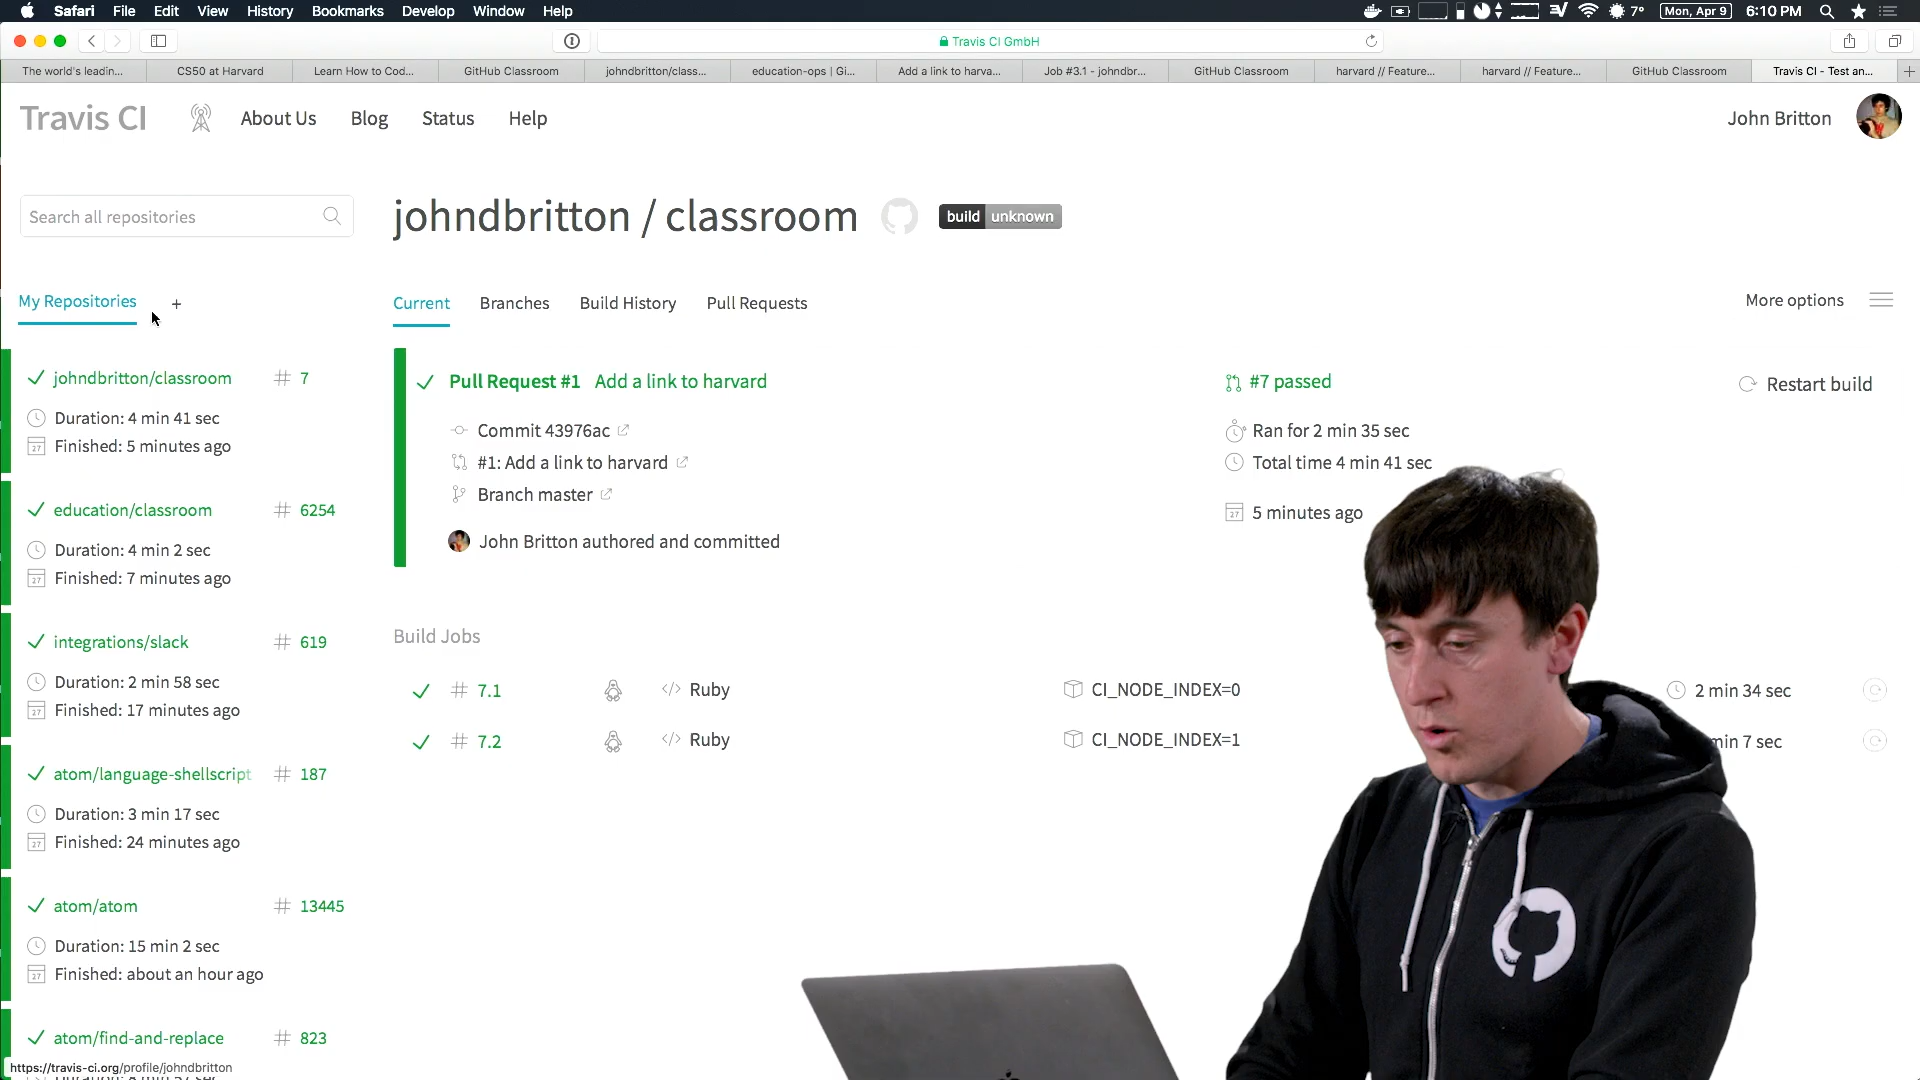 Safari File Edit View History Bookmarks Develop Window Help 7° Mon, Apr 9 6:10 PM
Travis CI GmbH
The world's leadin... CS50 at Harvard Learn How to Cod... GitHub Classroom johndbritton/class... education-ops | Gi... Add a link to harva... Job #3.1 - johndbr... GitHub Classroom harvard // Feature... harvard // Feature... GitHub Classroom Travis CI - Test an...
Travis CI About Us Blog Status Help John Britton
Search all repositories
johndbritton / classroom build unknown
My Repositories +
Current Branches Build History Pull Requests More options
johndbritton/classroom # 7
Duration: 4 min 41 sec
Finished: 5 minutes ago
education/classroom # 6254
Duration: 4 min 2 sec
Finished: 7 minutes ago
integrations/slack # 619
Duration: 2 min 58 sec
Finished: 17 minutes ago
atom/language-shellscript # 187
Duration: 3 min 17 sec
Finished: 24 minutes ago
atom/atom # 13445
Duration: 15 min 2 sec
Finished: about an hour ago
atom/find-and-replace # 823
https://travis-ci.org/profile/johndbritton
Pull Request #1 Add a link to harvard
Commit 43976ac
#1: Add a link to harvard
Branch master
John Britton authored and committed
#7 passed
Ran for 2 min 35 sec
Total time 4 min 41 sec
5 minutes ago
Restart build
Build Jobs
# 7.1 </> Ruby CI_NODE_INDEX=0 2 min 34 sec
# 7.2 </> Ruby CI_NODE_INDEX=1 min 7 sec